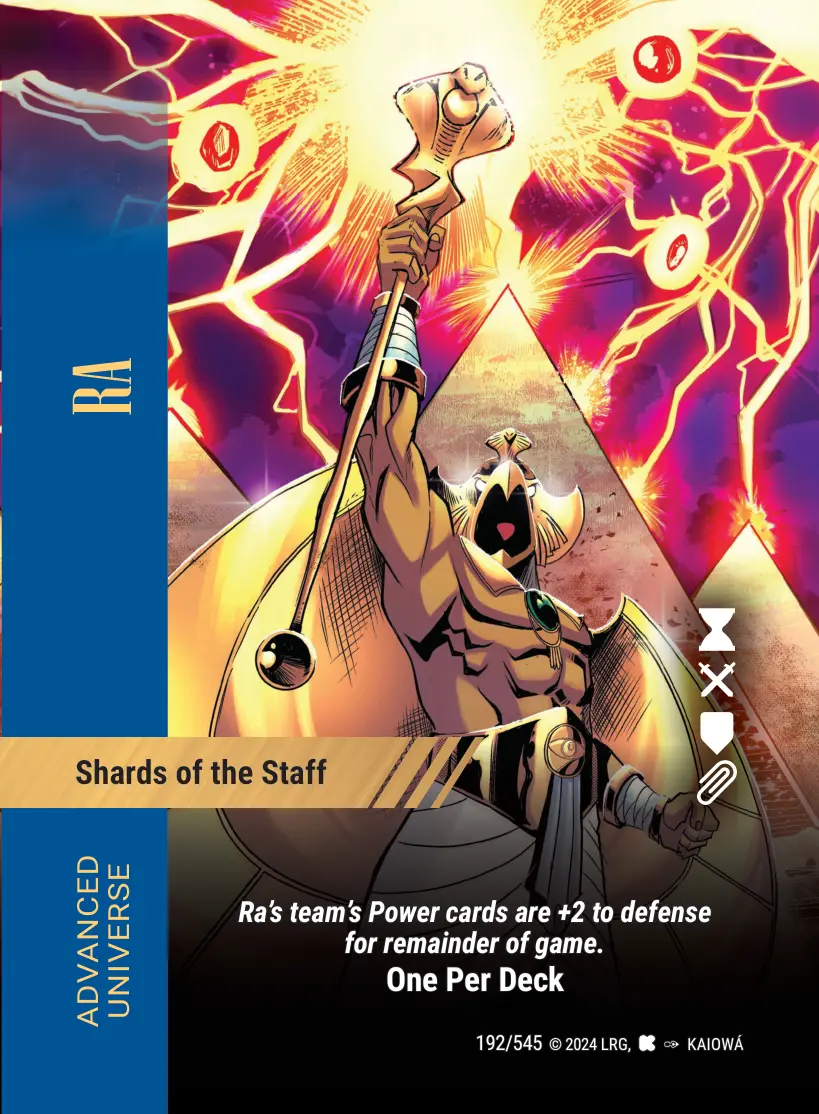 RA
Shards of the Staff
ADVANCED
UNIVERSE
Ra's team's Power cards are +2 to defense
for remainder of game.
One Per Deck
192/545 © 2024 LRG, KAIOWÁ